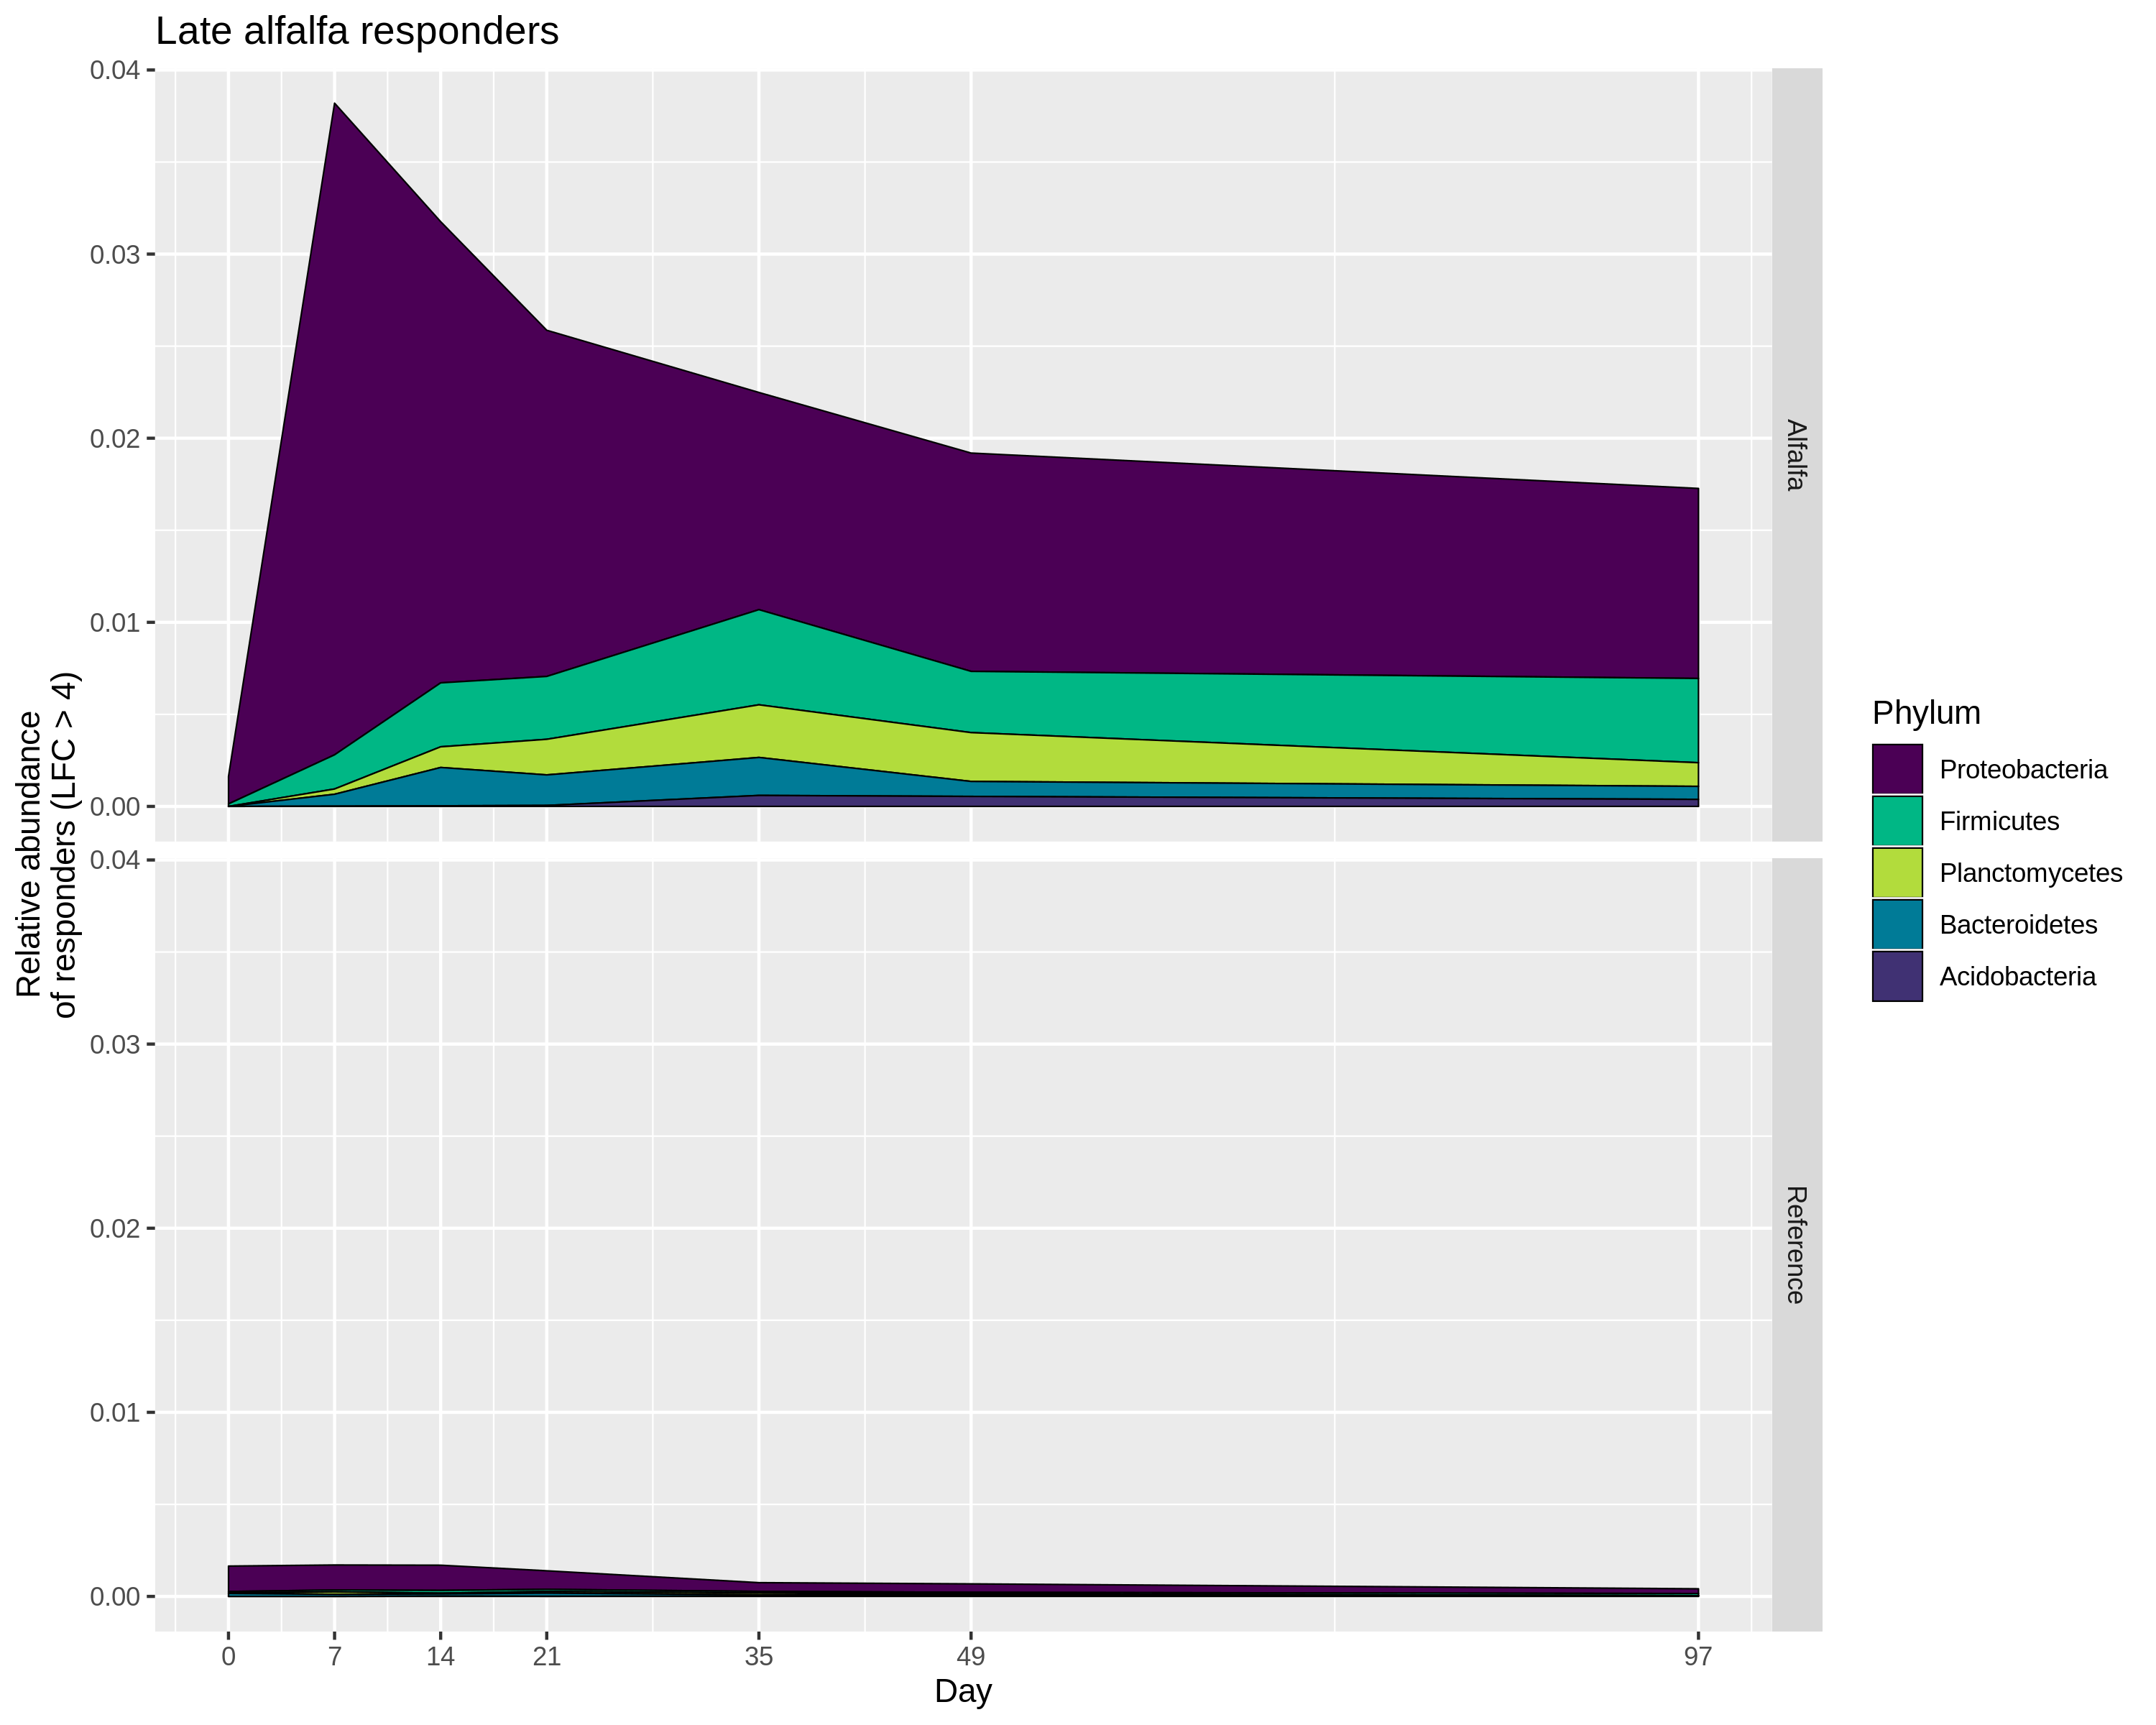 Late alfalfa responders
0.04
0.03
0.02
0.01
0.00
Alfalfa
0.04
0.03
0.02
0.01
0.00
Reference
0 7 14 21 35 49 97
Day
Relative abundance
of responders (LFC > 4)
Phylum
Proteobacteria
Firmicutes
Planctomycetes
Bacteroidetes
Acidobacteria